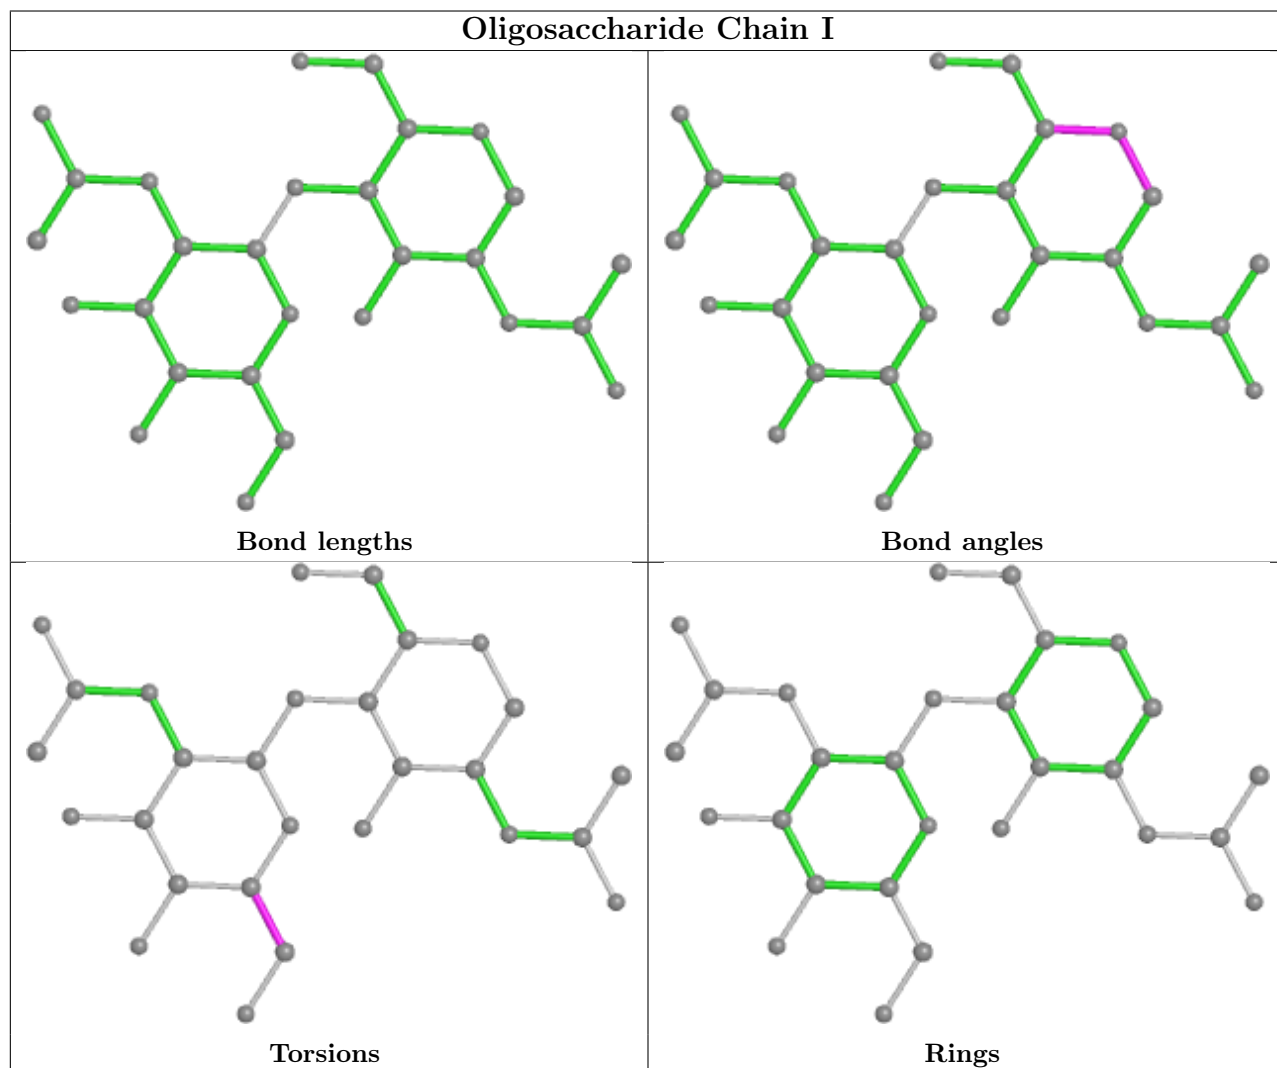 Oligosaccharide Chain I
Bond lengths
Bond angles
Torsions
Rings